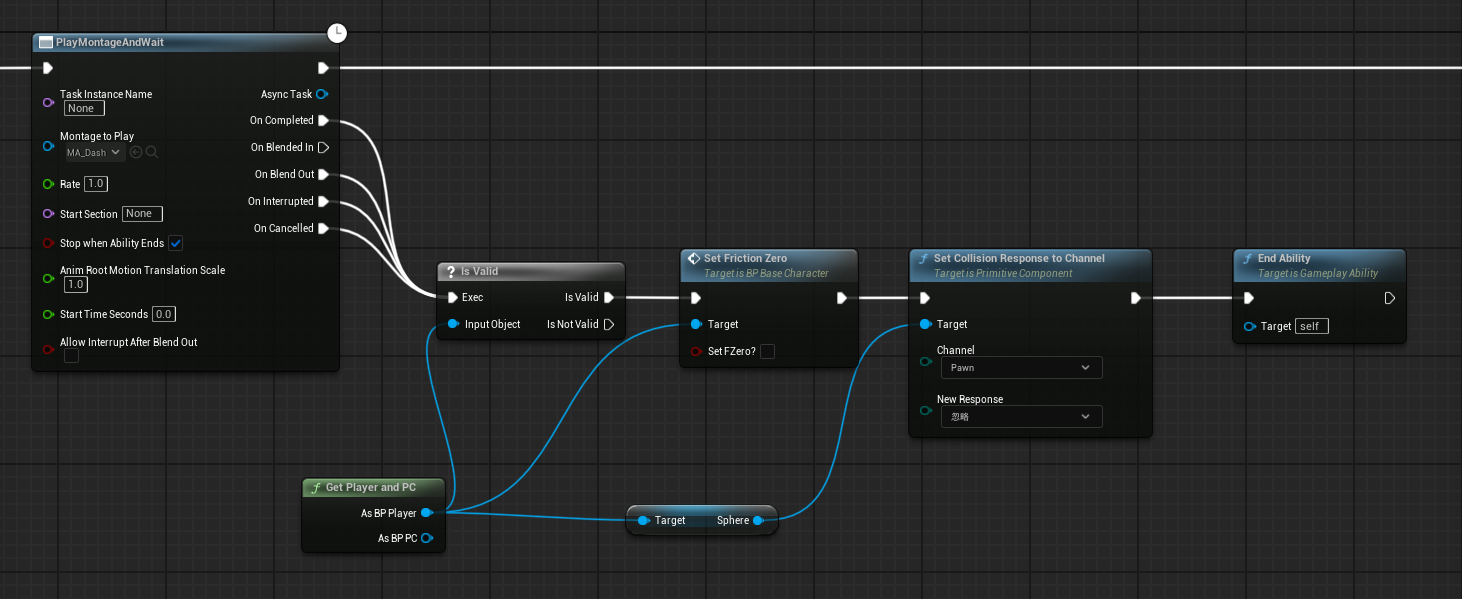 PlayMontageAndWait
Task Instance Name
None
Async Task
On Completed
Montage to Play
MA_Dash
On Blended In
On Blend Out
Rate 1.0
On Interrupted
Start Section None
On Cancelled
Stop when Ability Ends
Anim Root Motion Translation Scale
1.0
Start Time Seconds 0.0
Allow Interrupt After Blend Out
? Is Valid
Exec
Is Valid
Input Object
Is Not Valid
Set Friction Zero
Target is BP Base Character
Target
Set FZero?
f Set Collision Response to Channel
Target is Primitive Component
Target
Channel
Pawn
New Response
忽略
f End Ability
Target is Gameplay Ability
Target self
f Get Player and PC
As BP Player
As BP PC
Target
Sphere